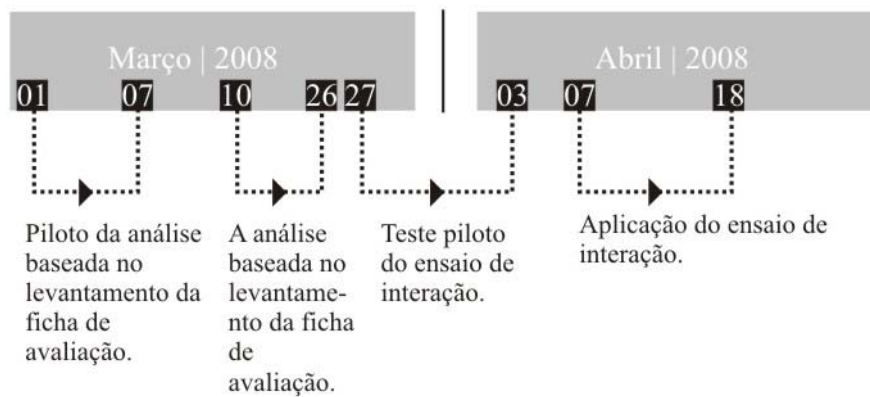 Março | 2008
Abril | 2008
01 07 10 26 27 03 07 18
Piloto da análise
baseada no
levantamento da
ficha de
avaliação.
A análise
baseada no
levantame-
nto da ficha
de
avaliação.
Teste piloto
do ensaio de
interação.
Aplicação do ensaio de
interação.